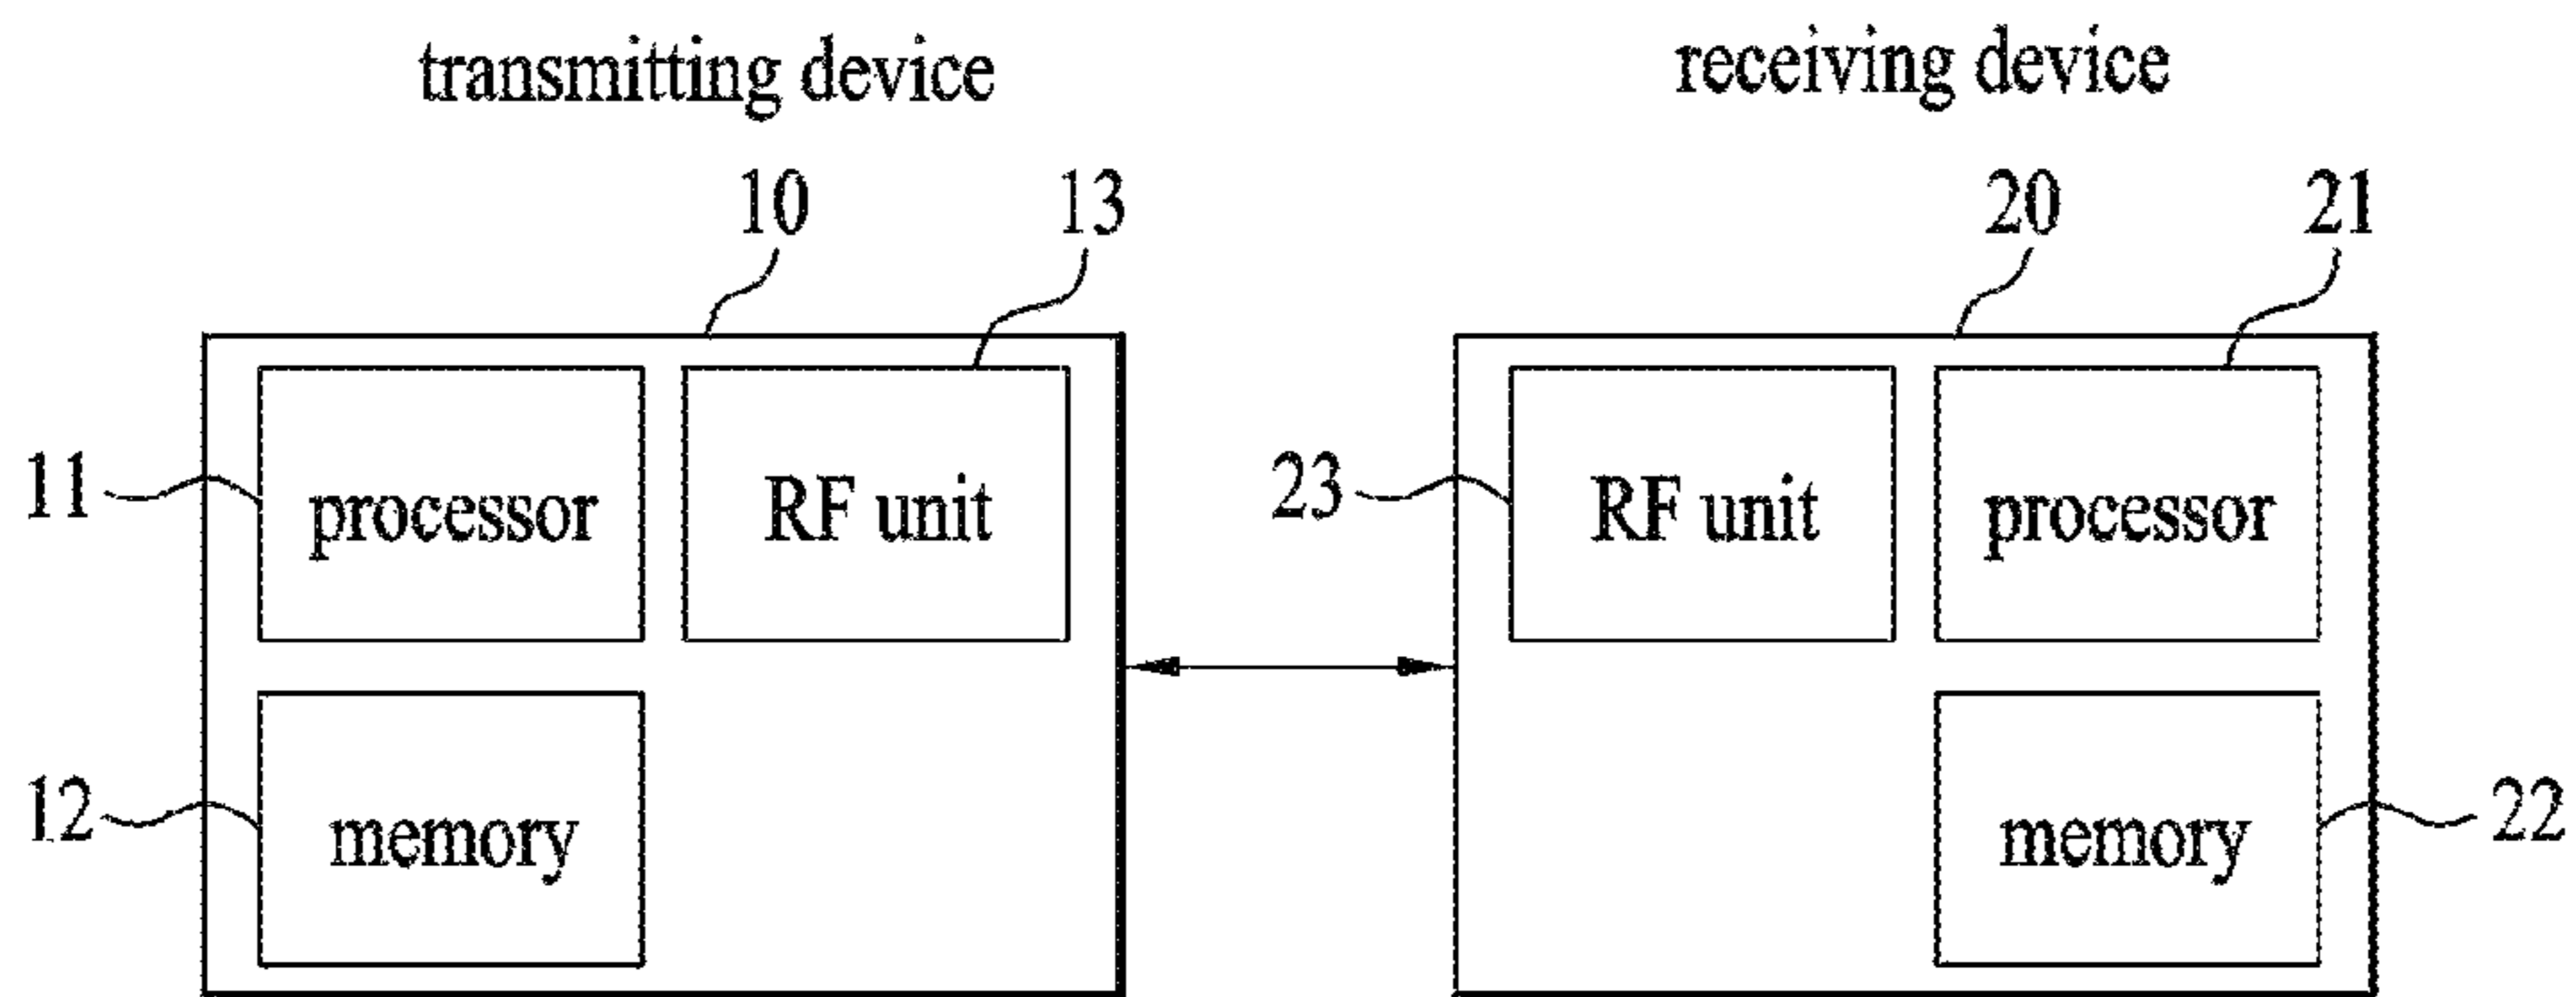 transmitting device
receiving device
10
13
20
21
11
processor
RF unit
23
RF unit
processor
12
memory
memory
22